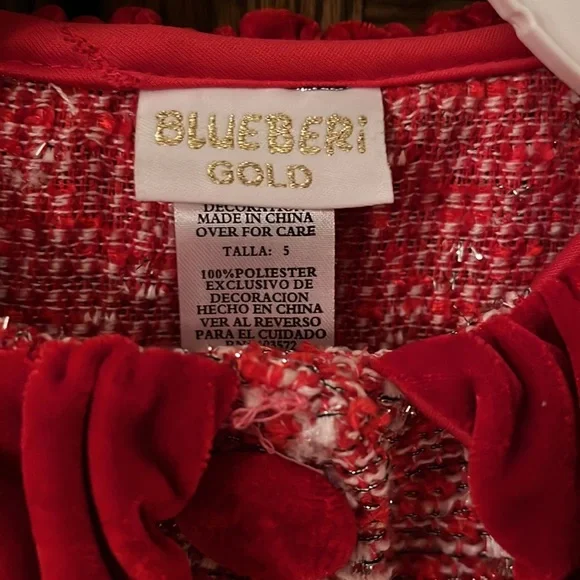 BLUEBERi
GOLD
DECORATION
MADE IN CHINA
OVER FOR CARE
TALLA: 5
100%POLIESTER
EXCLUSIVO DE
DECORACION
HECHO EN CHINA
VER AL REVERSO
PARA EL CUIDADO